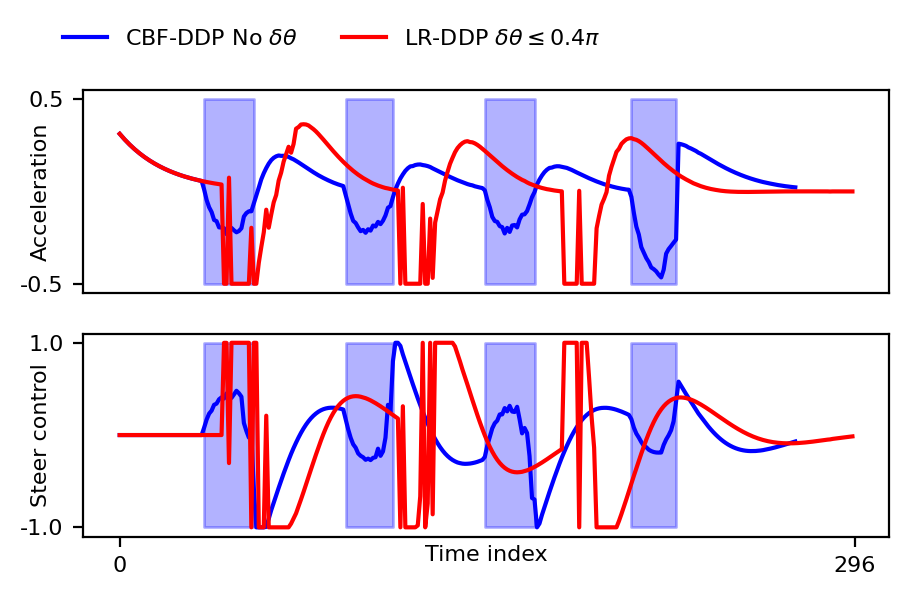 CBF-DDP No δθ
LR-DDP δθ ≤ 0.4π
Acceleration
0.5
-0.5
Steer control
1.0
-1.0
Time index
0
296